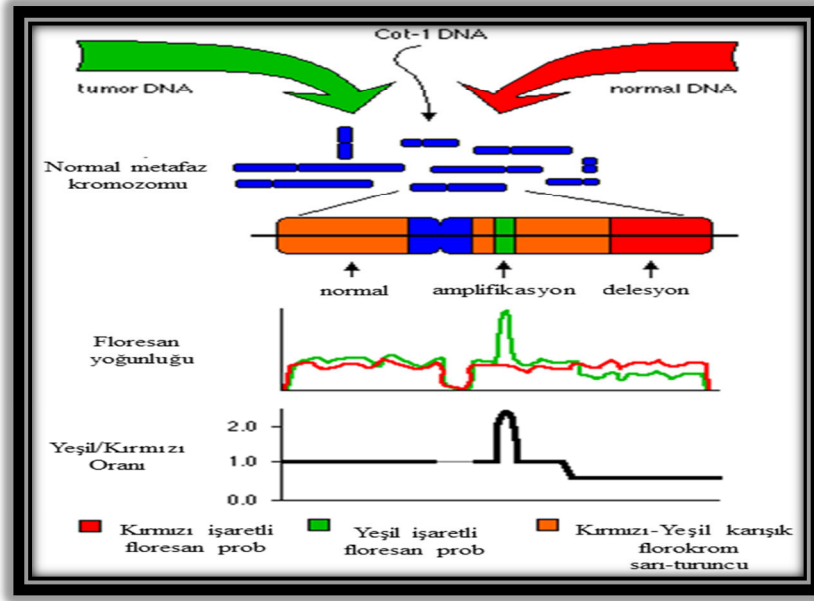 Cot-1 DNA
tumor DNA
normal DNA
Normal metafaz
kromozomu
normal
amplifikasyon
delesyon
Floresan
yoğunluğu
Yeşil/Kırmızı
Oranı
2.0
1.0
0.0
Kırmızı işaretli
floresan prob
Yeşil işaretli
floresan prob
Kırmızı-Yeşil karışık
florokrom
sarı-turuncu